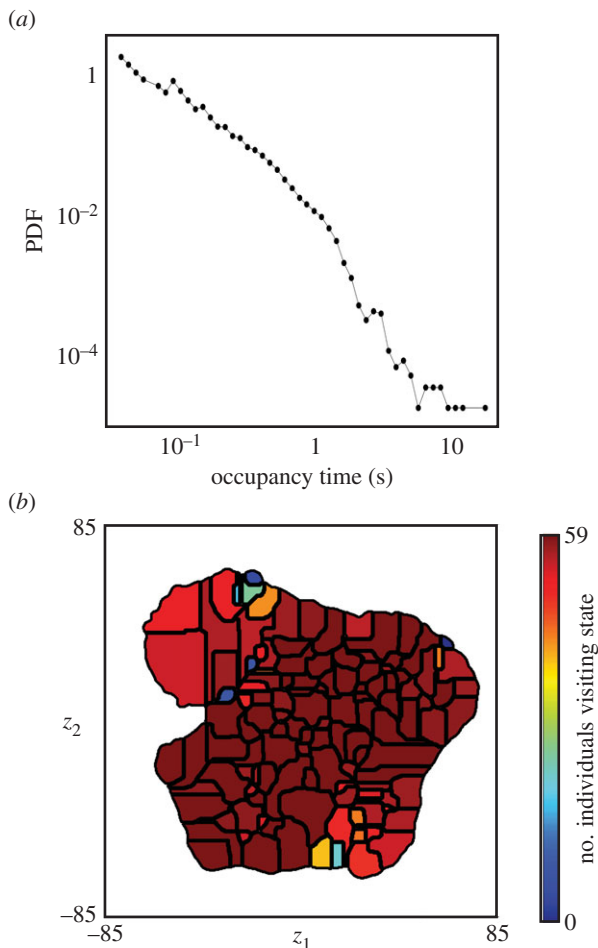 (a)
1
10⁻²
10⁻⁴
PDF
10⁻¹ 1 10
occupancy time (s)
(b)
85
z₂
–85
–85 z₁ 85
59
0
no. individuals visiting state